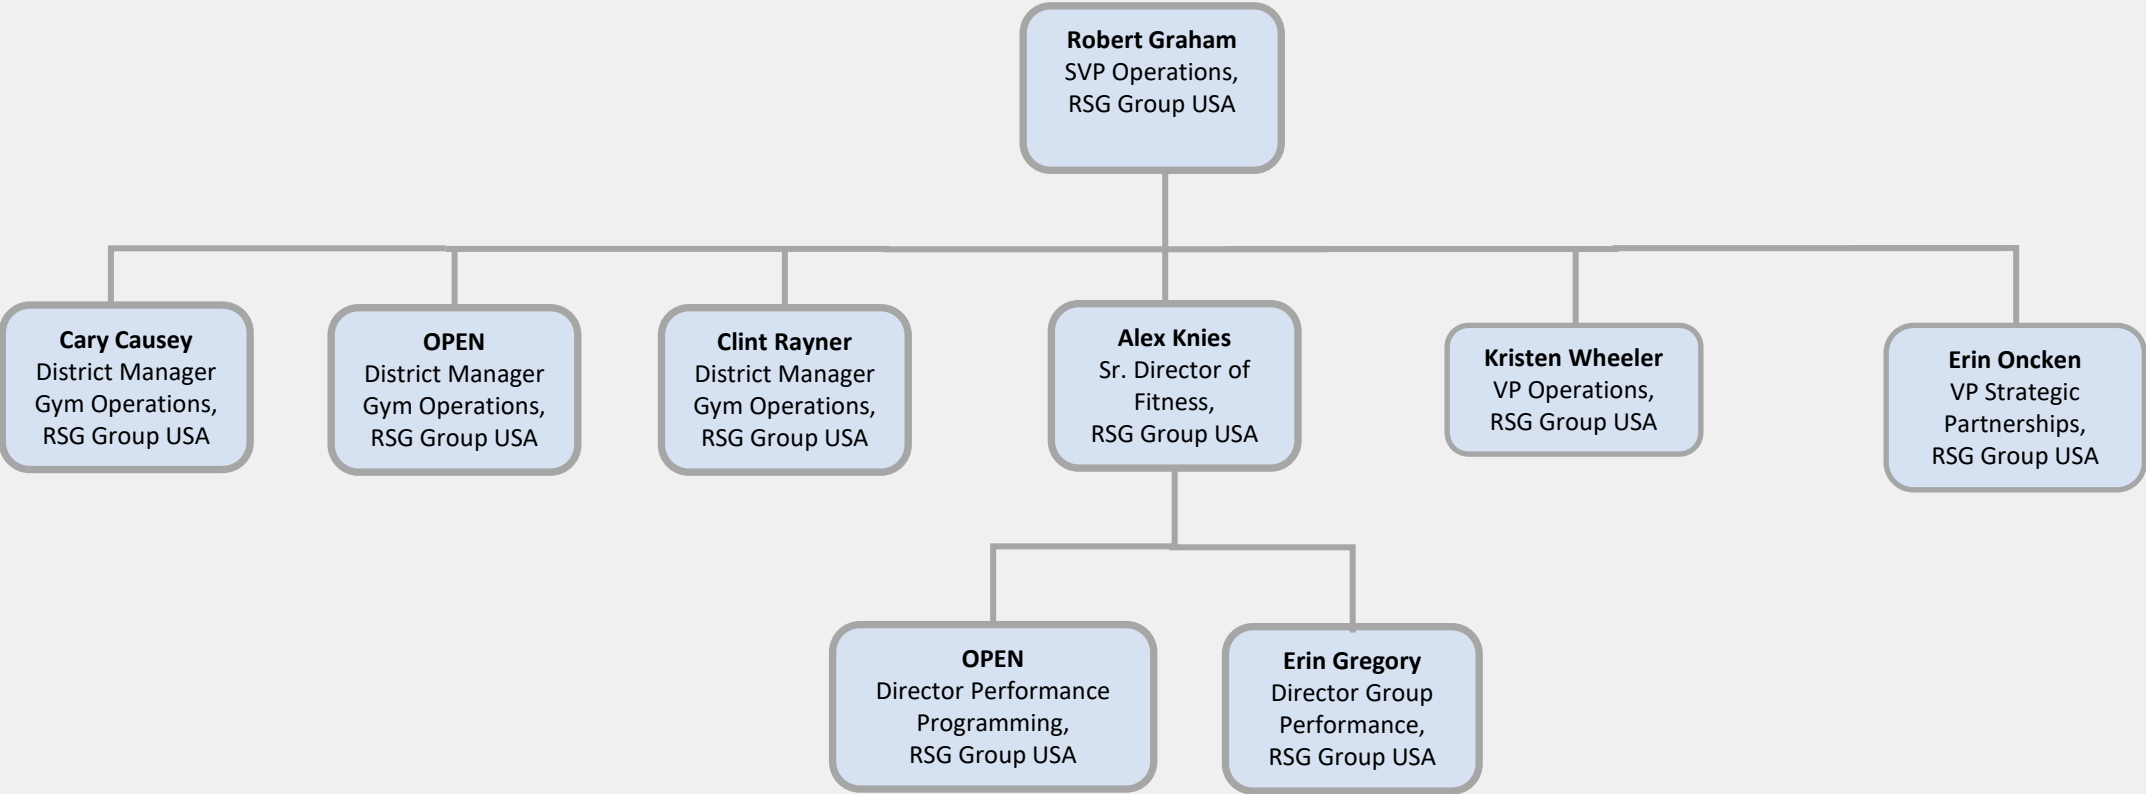 Robert Graham
SVP Operations,
RSG Group USA
Cary Causey
District Manager
Gym Operations,
RSG Group USA
OPEN
District Manager
Gym Operations,
RSG Group USA
Clint Rayner
District Manager
Gym Operations,
RSG Group USA
Alex Knies
Sr. Director of
Fitness,
RSG Group USA
Kristen Wheeler
VP Operations,
RSG Group USA
Erin Oncken
VP Strategic
Partnerships,
RSG Group USA
OPEN
Director Performance
Programming,
RSG Group USA
Erin Gregory
Director Group
Performance,
RSG Group USA